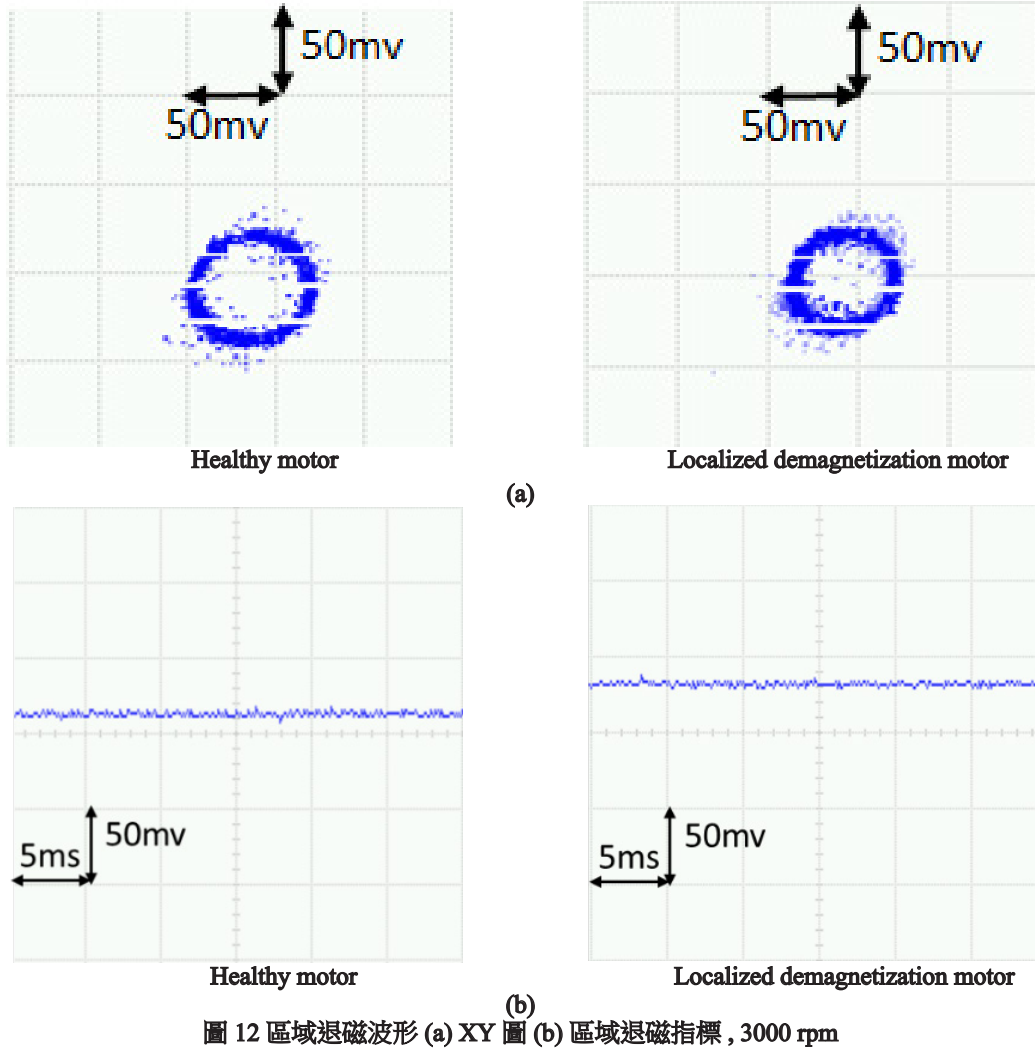 50mv
50mv
50mv
50mv
Healthy motor
Localized demagnetization motor
(a)
50mv
5ms
50mv
5ms
Healthy motor
Localized demagnetization motor
(b)
圖 12 區域退磁波形 (a) XY 圖 (b) 區域退磁指標 , 3000 rpm